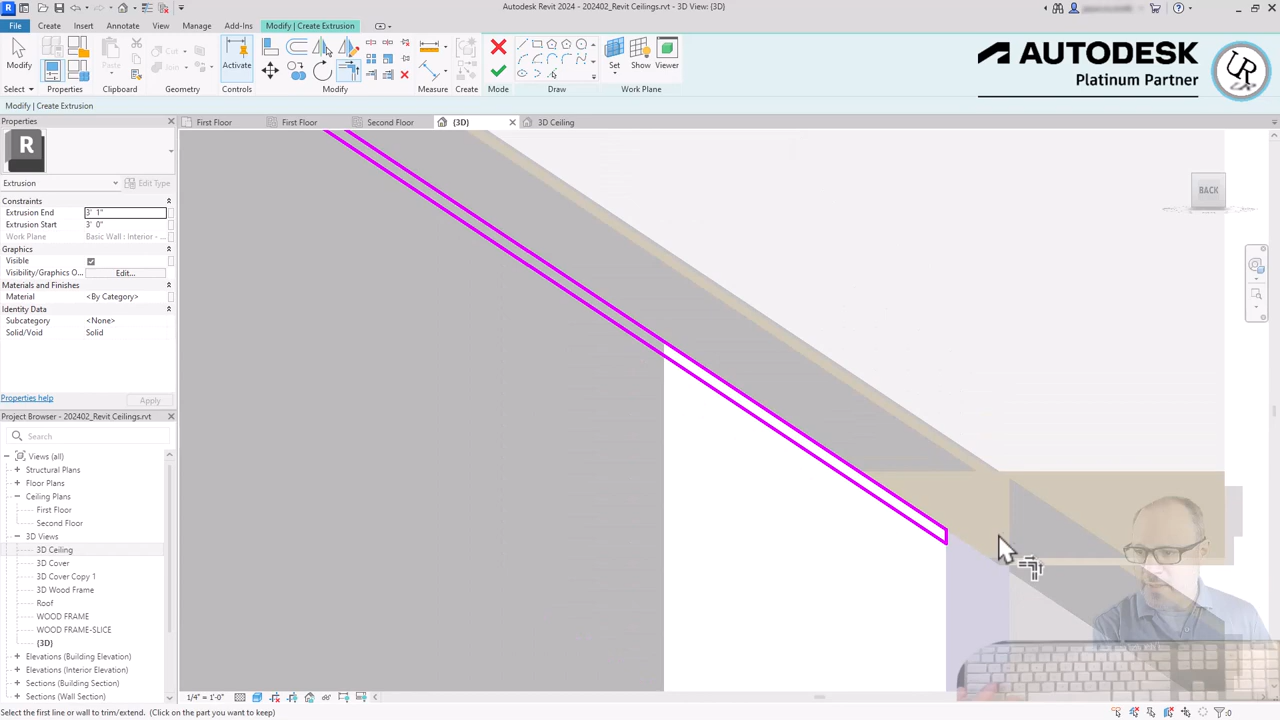 Autodesk Revit 2024 - 202402_Revit Ceilings.rvt - 3D View: {3D}
File Create Insert Annotate View Manage Add-Ins Modify | Create Extrusion
AUTODESK
Platinum Partner
Modify
Cut
Join
Activate
Set Show Viewer
Select Properties Clipboard Geometry Controls Modify Measure Create Mode Draw Work Plane
Modify | Create Extrusion
Properties
First Floor
First Floor
Second Floor
{3D}
3D Ceiling
R
Extrusion
Edit Type
Constraints
Extrusion End 3' 1"
Extrusion Start 3' 0"
Work Plane Basic Wall : Interior - ...
Graphics
Visible
Visibility/Graphics O... Edit...
Materials and Finishes
Material <By Category>
Identity Data
Subcategory <None>
Solid/Void Solid
Properties help
Apply
BACK
Project Browser - 202402_Revit Ceilings.rvt
Search
Views (all)
Structural Plans
Floor Plans
Ceiling Plans
First Floor
Second Floor
3D Views
3D Ceiling
3D Cover
3D Cover Copy 1
3D Wood Frame
Roof
WOOD FRAME
WOOD FRAME-SLICE
{3D}
Elevations (Building Elevation)
Elevations (Interior Elevation)
Sections (Building Section)
Sections (Wall Section)
1/4" = 1'-0"
Select the first line or wall to trim/extend. (Click on the part you want to keep)
:0